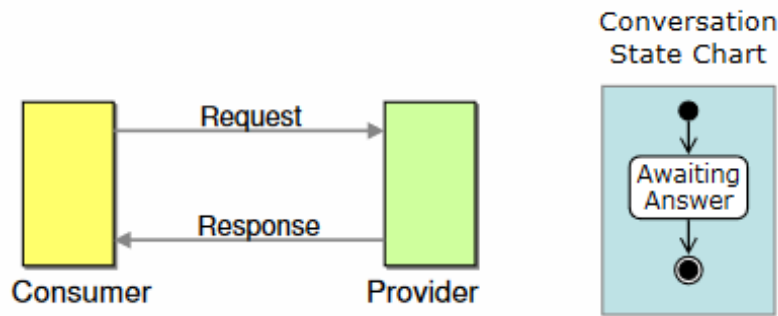 Conversation
State Chart
Request
Awaiting
Answer
Response
Consumer
Provider